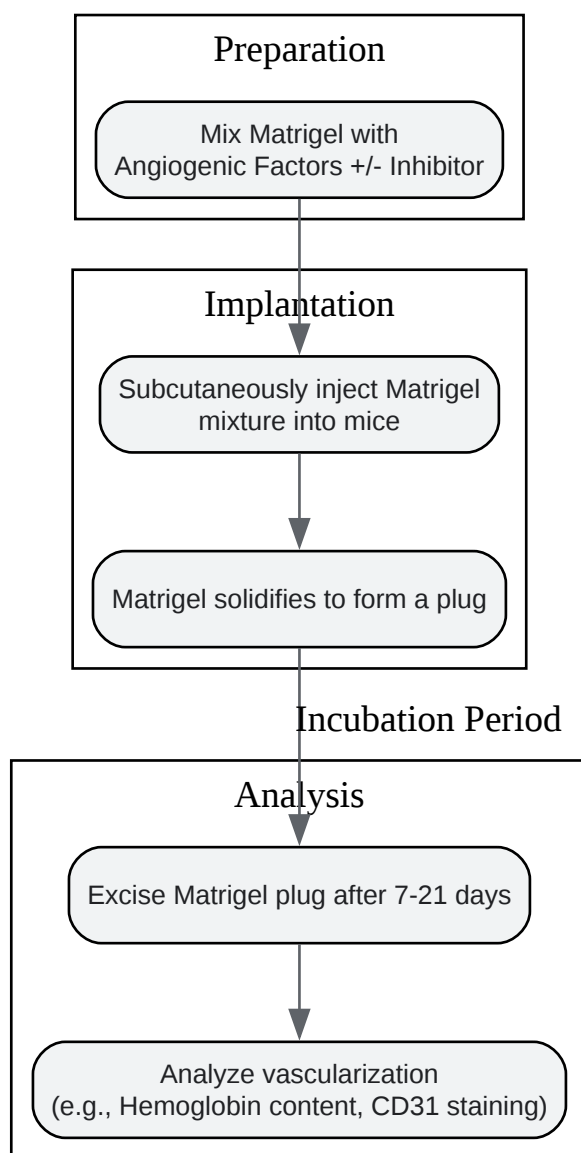 Preparation
Mix Matrigel with
Angiogenic Factors +/- Inhibitor
Implantation
Subcutaneously inject Matrigel
mixture into mice
Matrigel solidifies to form a plug
Incubation Period
Analysis
Excise Matrigel plug after 7-21 days
Analyze vascularization
(e.g., Hemoglobin content, CD31 staining)